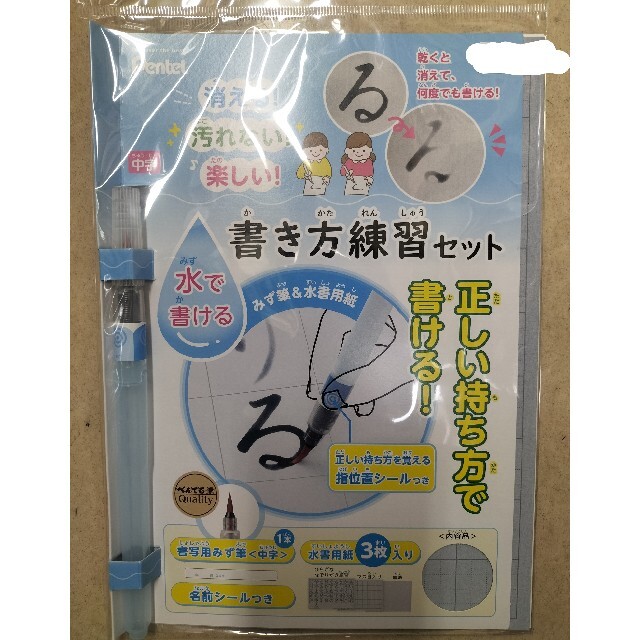 Pentel
中字
消える!
汚れない!
楽しい!
乾くと
消えて、
何度でも書ける!
る
書き方練習セット
水で
書ける
みず筆&水書用紙
正しい持ち方で
書ける!
る
正しい持ち方を覚える
指位置シールつき
ぺんてる
Quality
書写用みず筆<中字>
1本
水書用紙3枚入り
<内容品>
名前シールつき